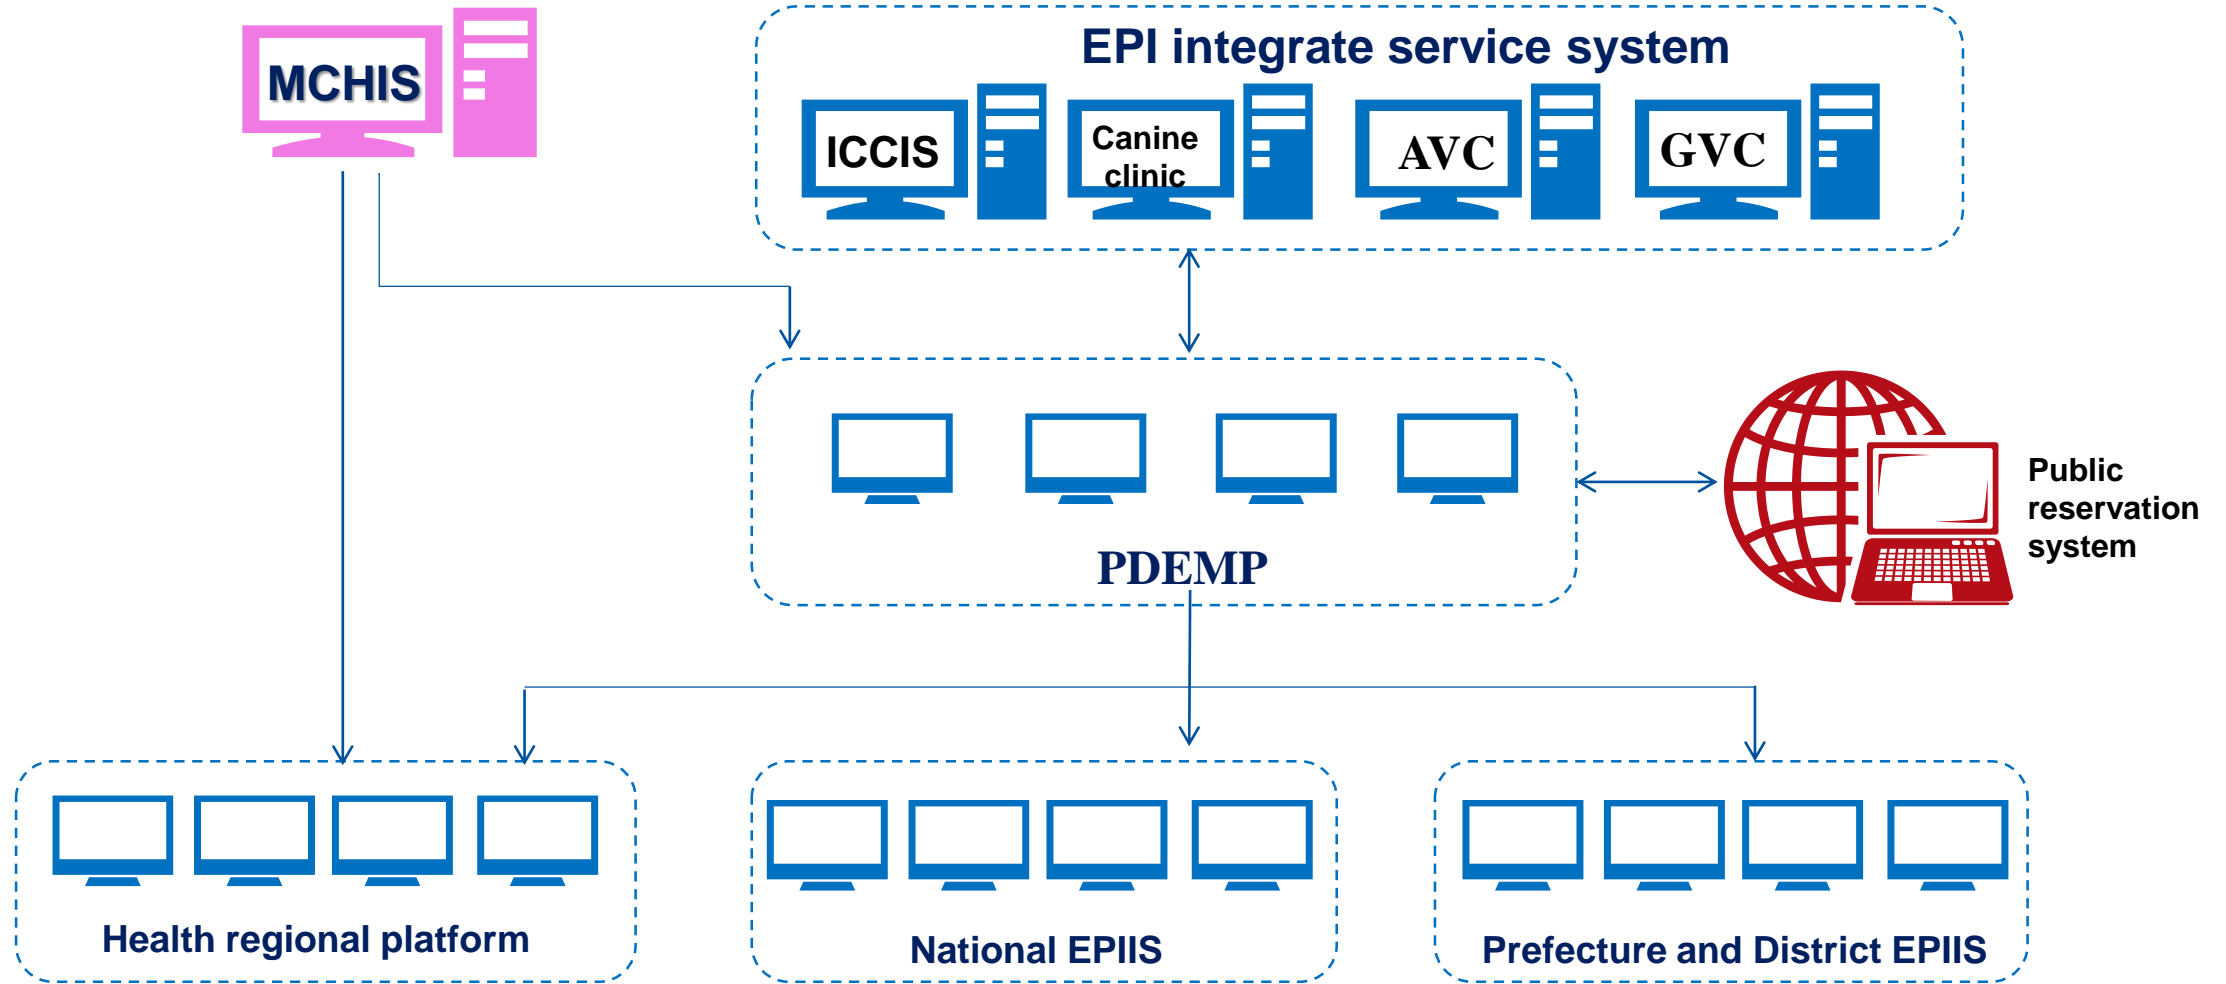 MCHIS
EPI integrate service system
ICCIS
Canine
clinic
AVC
GVC
PDEMP
Public
reservation
system
Health regional platform
National EPIIS
Prefecture and District EPIIS